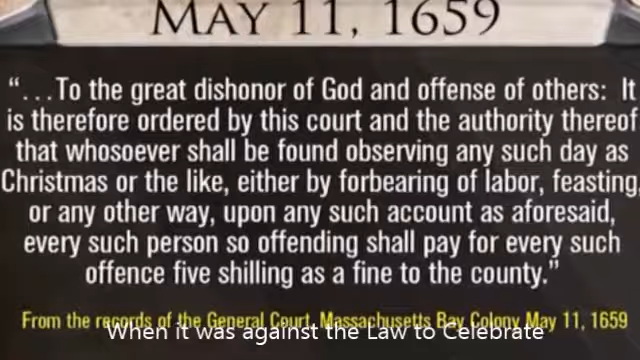 MAY 11, 1659
“...To the great dishonor of God and offense of others: It
is therefore ordered by this court and the authority thereof
that whosoever shall be found observing any such day as
Christmas or the like, either by forbearing of labor, feasting,
or any other way, upon any such account as aforesaid,
every such person so offending shall pay for every such
offence five shilling as a fine to the county.”
From the records of the General Court, Massachusetts Bay Colony May 11, 1659
When it was against the Law to Celebrate